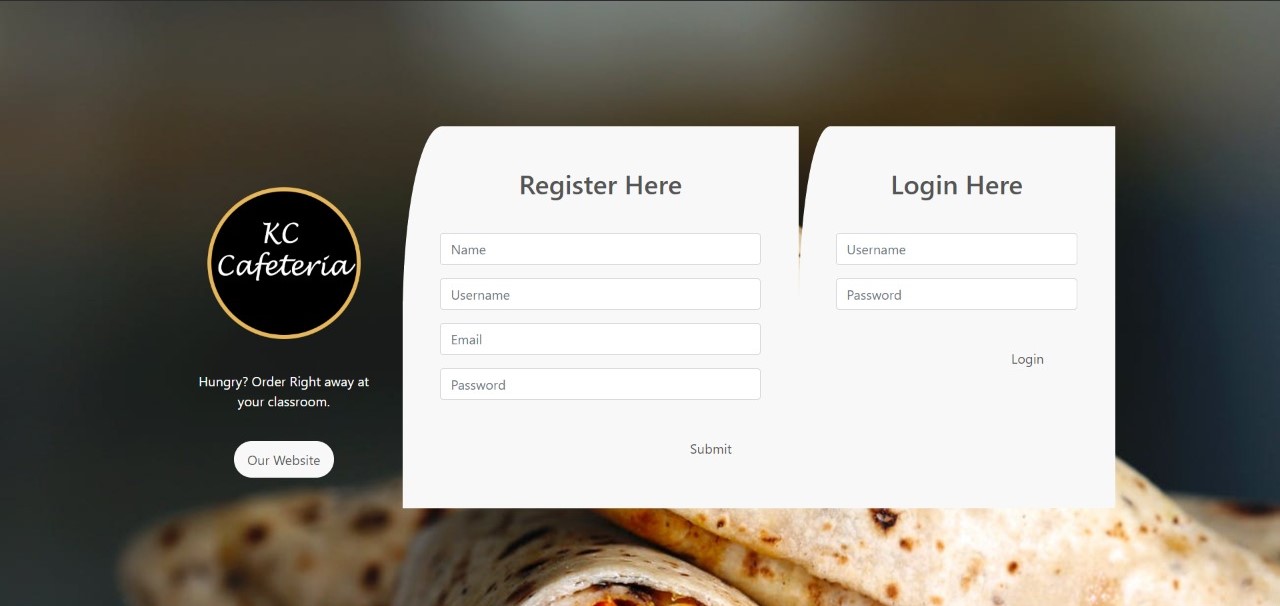 KC
Cafeteria
Hungry? Order Right away at
your classroom.
Our Website
Register Here
Name
Username
Email
Password
Submit
Login Here
Username
Password
Login